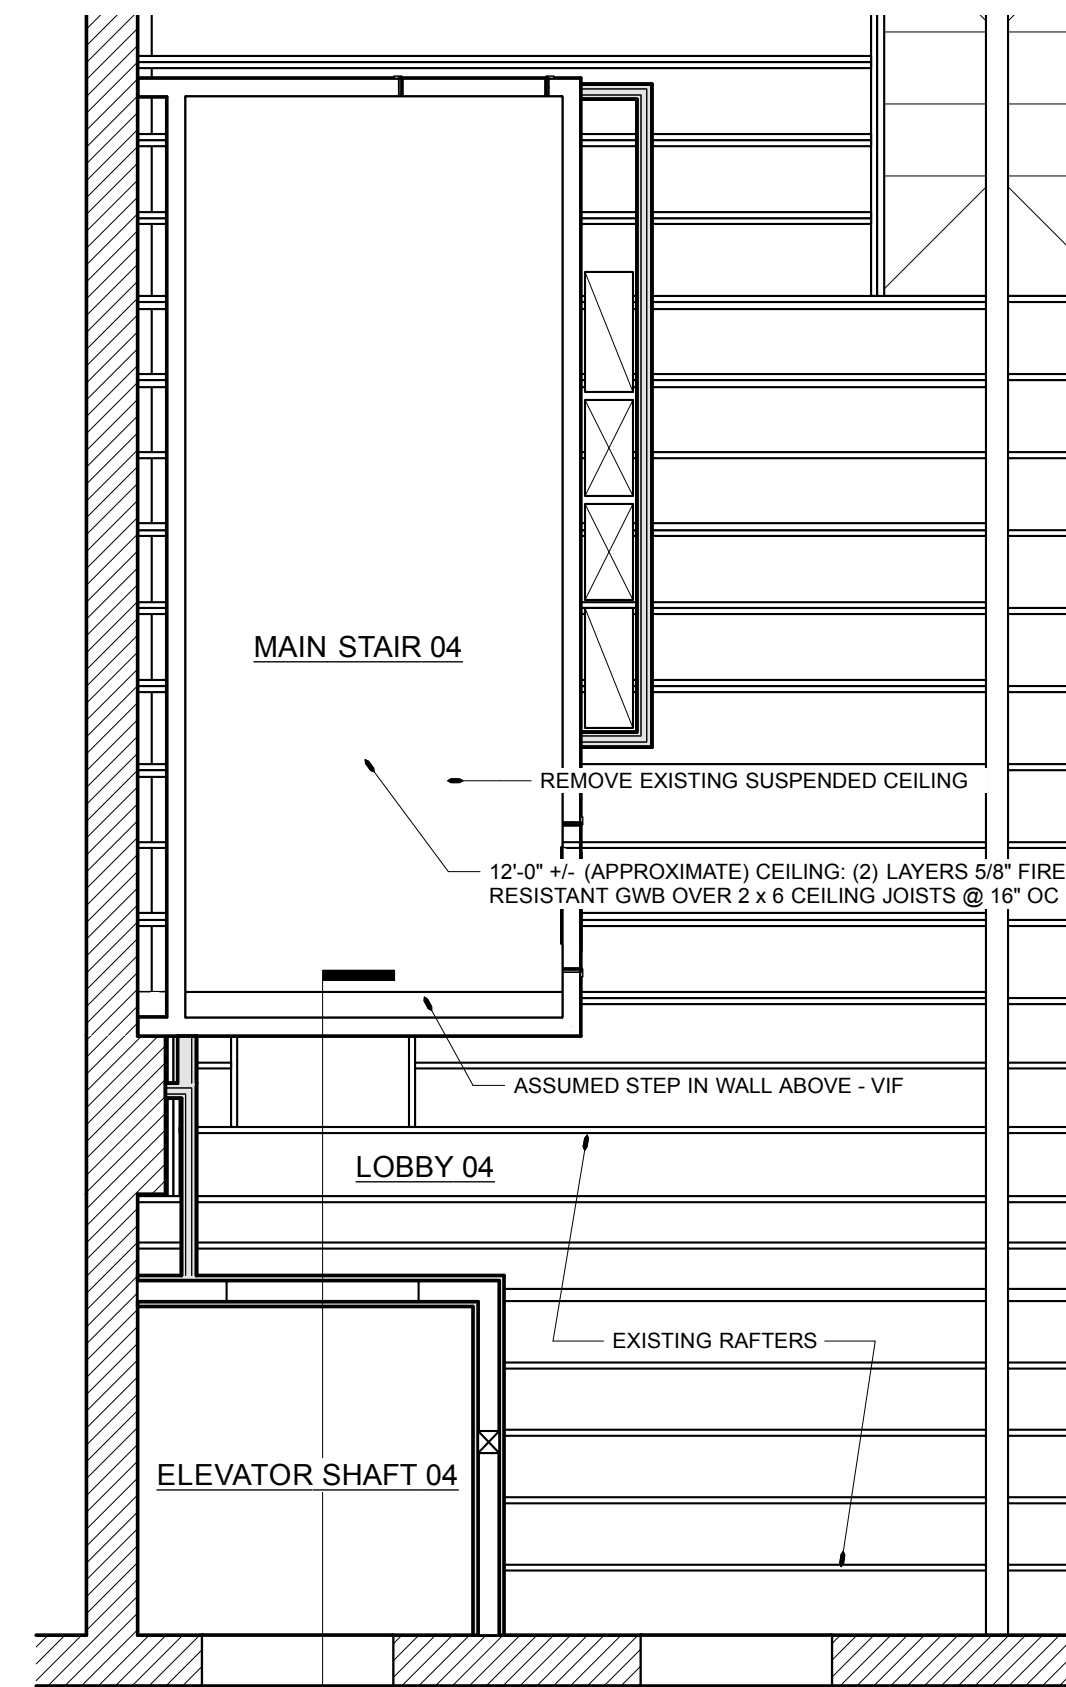 MAIN STAIR 04
REMOVE EXISTING SUSPENDED CEILING
12'-0" +/- (APPROXIMATE) CEILING: (2) LAYERS 5/8" FIRE
RESISTANT GWB OVER 2 x 6 CEILING JOISTS @ 16" OC
ASSUMED STEP IN WALL ABOVE - VIF
LOBBY 04
EXISTING RAFTERS
ELEVATOR SHAFT 04